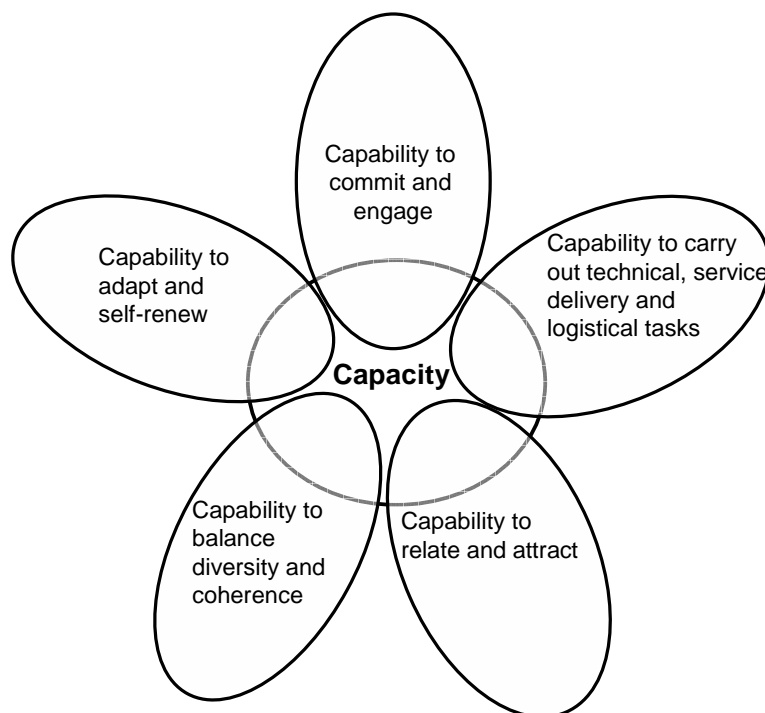 Capability to
commit and
engage
Capability to carry
out technical, service
delivery and
logistical tasks
Capability to
adapt and
self-renew
Capacity
Capability to
balance
diversity and
coherence
Capability to
relate and attract